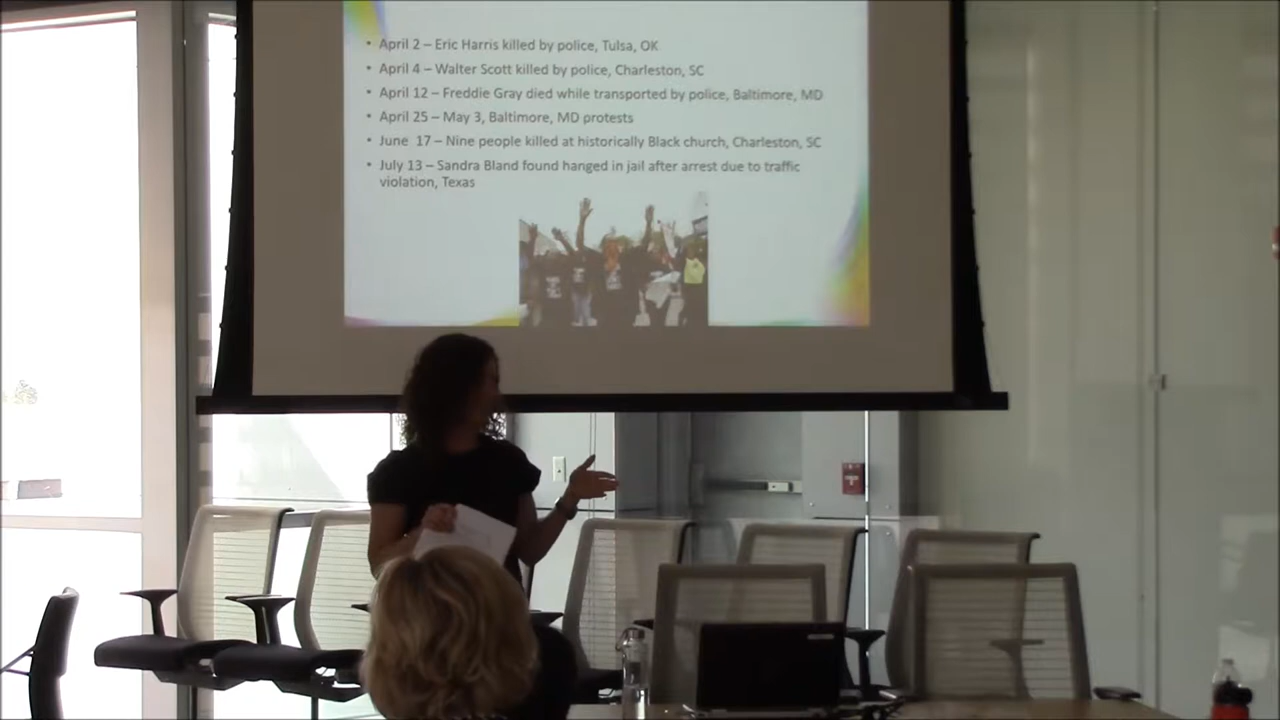 • April 2 – Eric Harris killed by police, Tulsa, OK
• April 4 – Walter Scott killed by police, Charleston, SC
• April 12 – Freddie Gray died while transported by police, Baltimore, MD
• April 25 – May 3, Baltimore, MD protests
• June 17 – Nine people killed at historically Black church, Charleston, SC
• July 13 – Sandra Bland found hanged in jail after arrest due to traffic
violation, Texas